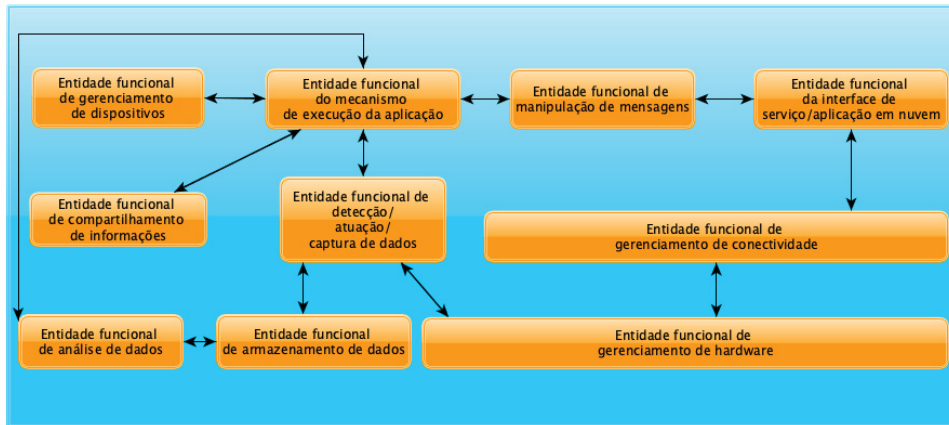 Entidade funcional
de gerenciamento
de dispositivos
Entidade funcional
do mecanismo
de execução da aplicação
Entidade funcional de
manipulação de mensagens
Entidade funcional
da interface de
serviço/aplicação em nuvem
Entidade funcional
de compartilhamento
de informações
Entidade funcional de
detecção/
atuação/
captura de dados
Entidade funcional de
gerenciamento de conectividade
Entidade funcional
de análise de dados
Entidade funcional
de armazenamento de dados
Entidade funcional de
gerenciamento de hardware